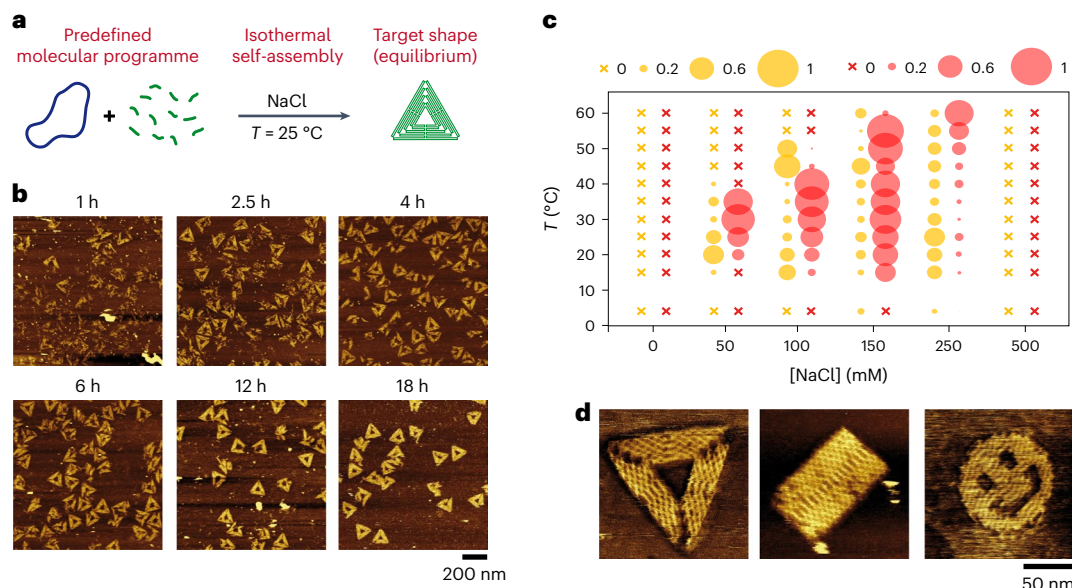 a
Predefined
molecular programme
Isothermal
self-assembly
Target shape
(equilibrium)
+
NaCl
T = 25 °C
b
1 h
2.5 h
4 h
6 h
12 h
18 h
200 nm
c
0 0.2 0.6 1 0 0.2 0.6 1
60
50
40
30
20
10
0
T (°C)
0 50 100 150 250 500
[NaCl] (mM)
d
50 nm